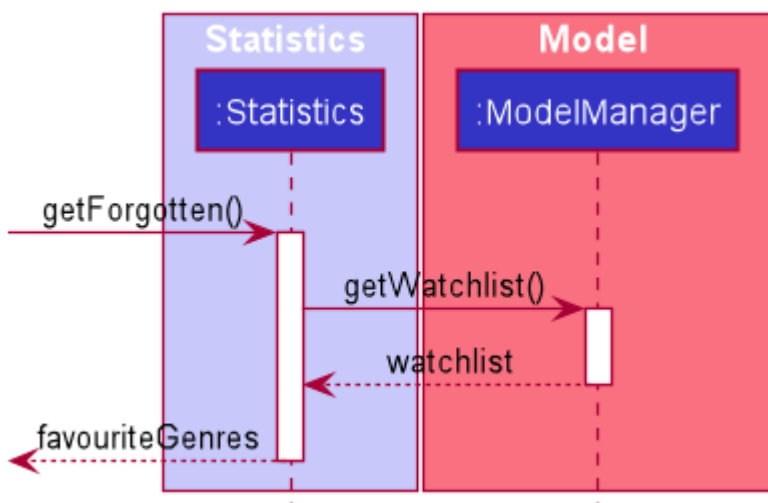 Statistics
Model
:Statistics
:ModelManager
getForgotten()
getWatchlist()
watchlist
favouriteGenres